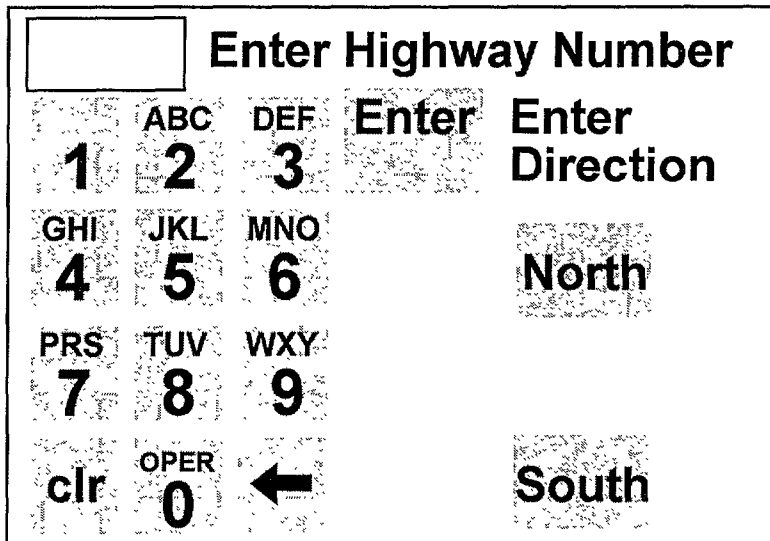 Enter Highway Number
1
ABC
2
DEF
3
Enter
Enter
Direction
GHI
4
JKL
5
MNO
6
North
PRS
7
TUV
8
WXY
9
clr
OPER
0
South